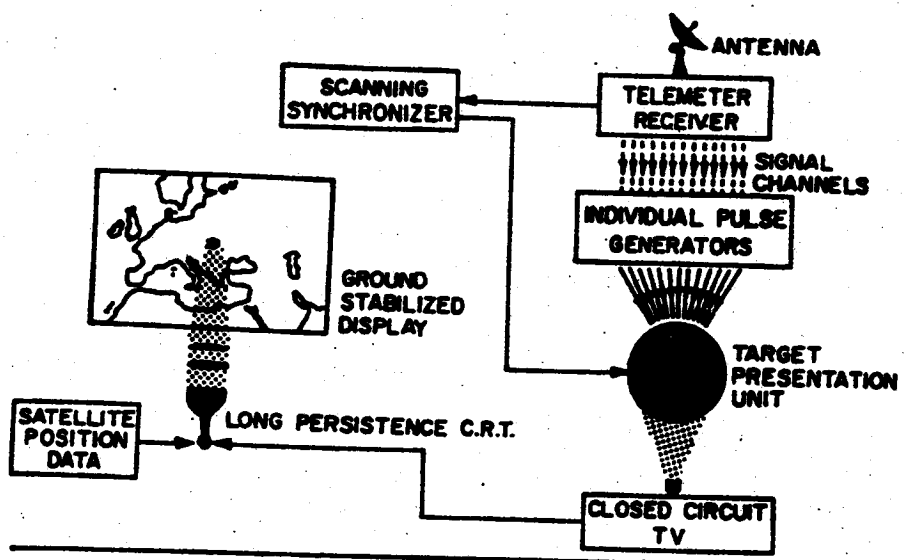 ANTENNA
SCANNING
SYNCHRONIZER
TELEMETER
RECEIVER
SIGNAL
CHANNELS
INDIVIDUAL PULSE
GENERATORS
GROUND
STABILIZED
DISPLAY
TARGET
PRESENTATION
UNIT
SATELLITE
POSITION
DATA
LONG PERSISTENCE C.R.T.
CLOSED CIRCUIT
TV